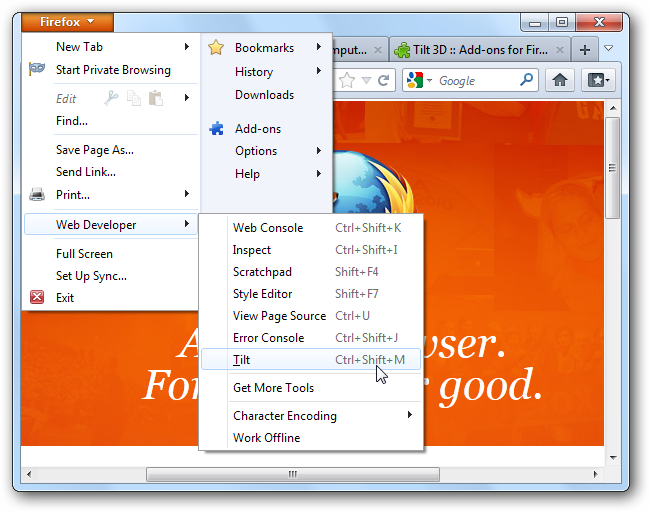 Firefox
New Tab
Start Private Browsing
Edit
Find...
Save Page As...
Send Link...
Print...
Web Developer
Full Screen
Set Up Sync...
Exit
Bookmarks
History
Downloads
Add-ons
Options
Help
mput...
Tilt 3D :: Add-ons for Fir...
Google
Web Console Ctrl+Shift+K
Inspect Ctrl+Shift+I
Scratchpad Shift+F4
Style Editor Shift+F7
View Page Source Ctrl+U
Error Console Ctrl+Shift+J
Tilt Ctrl+Shift+M
Get More Tools
Character Encoding
Work Offline
A wser.
For r good.